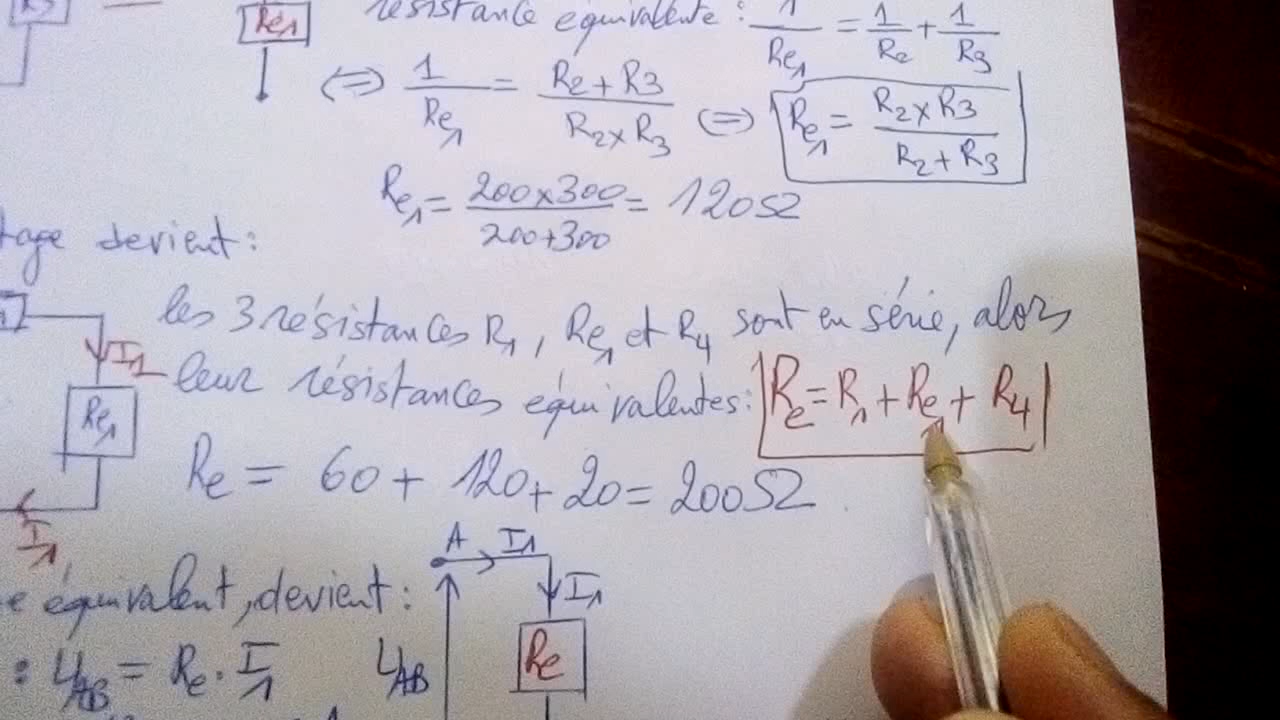 R3
Re1
résistance équivalente : 1/Re1 = 1/R2 + 1/R3
⇔ 1/Re1 = R2 + R3 / R2 x R3 ⇔ Re1 = R2 x R3 / R2 + R3
Re1 = 200 x 300 / 200 + 300 = 120Ω
tage devient :
les 3 résistances R1, Re1 et R4 sont en série, alors
I1
leur résistances équivalentes : Re = R1 + Re1 + R4
Re1
Re = 60 + 120 + 20 = 200Ω
I1
A I1
e équivalent, devient : I1
: UAB = Re . I1 UAB Re